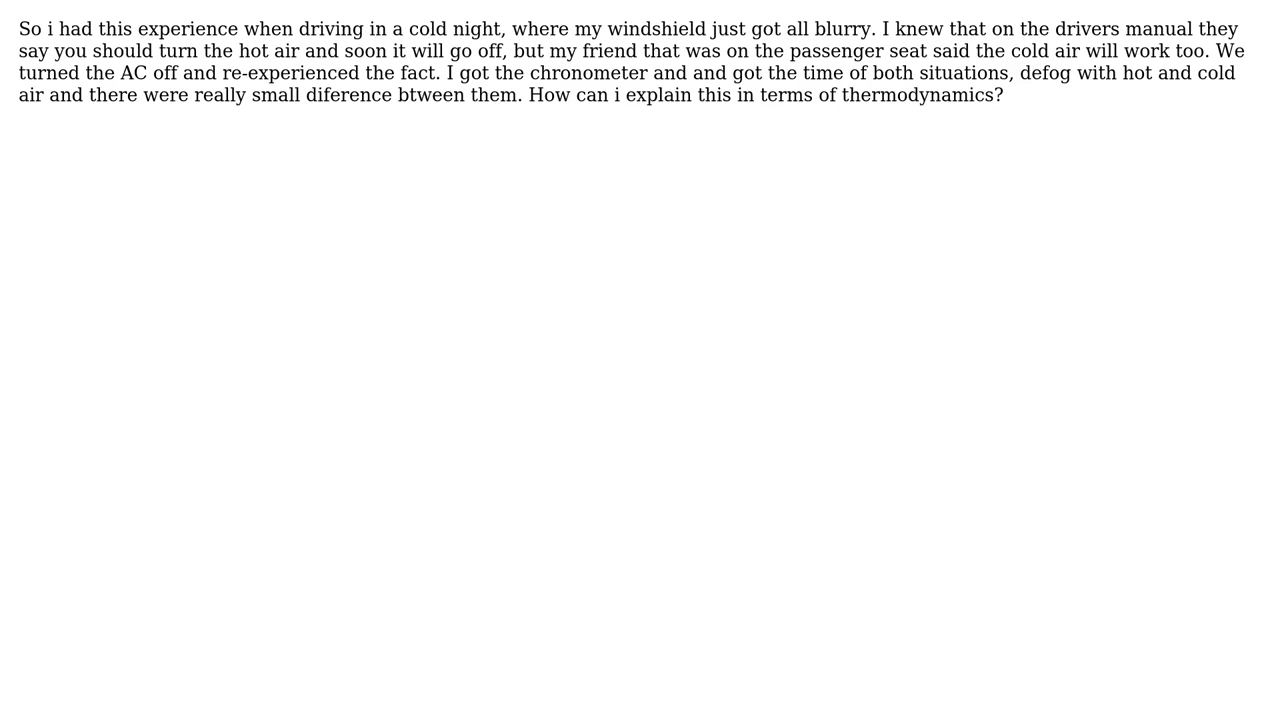 So i had this experience when driving in a cold night, where my windshield just got all blurry. I knew that on the drivers manual they
say you should turn the hot air and soon it will go off, but my friend that was on the passenger seat said the cold air will work too. We
turned the AC off and re-experienced the fact. I got the chronometer and and got the time of both situations, defog with hot and cold
air and there were really small diference btween them. How can i explain this in terms of thermodynamics?